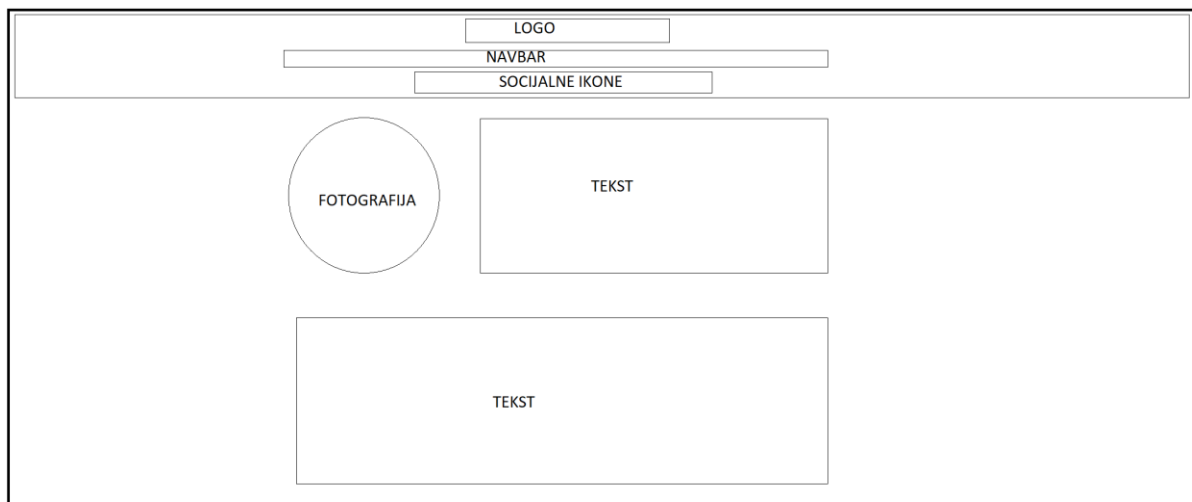 LOGO
NAVBAR
SOCIJALNE IKONE
FOTOGRAFIJA
TEKST
TEKST